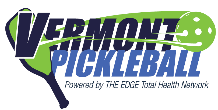 VERMONT
PICKLEBALL
Powered by THE EDGE Total Health Network